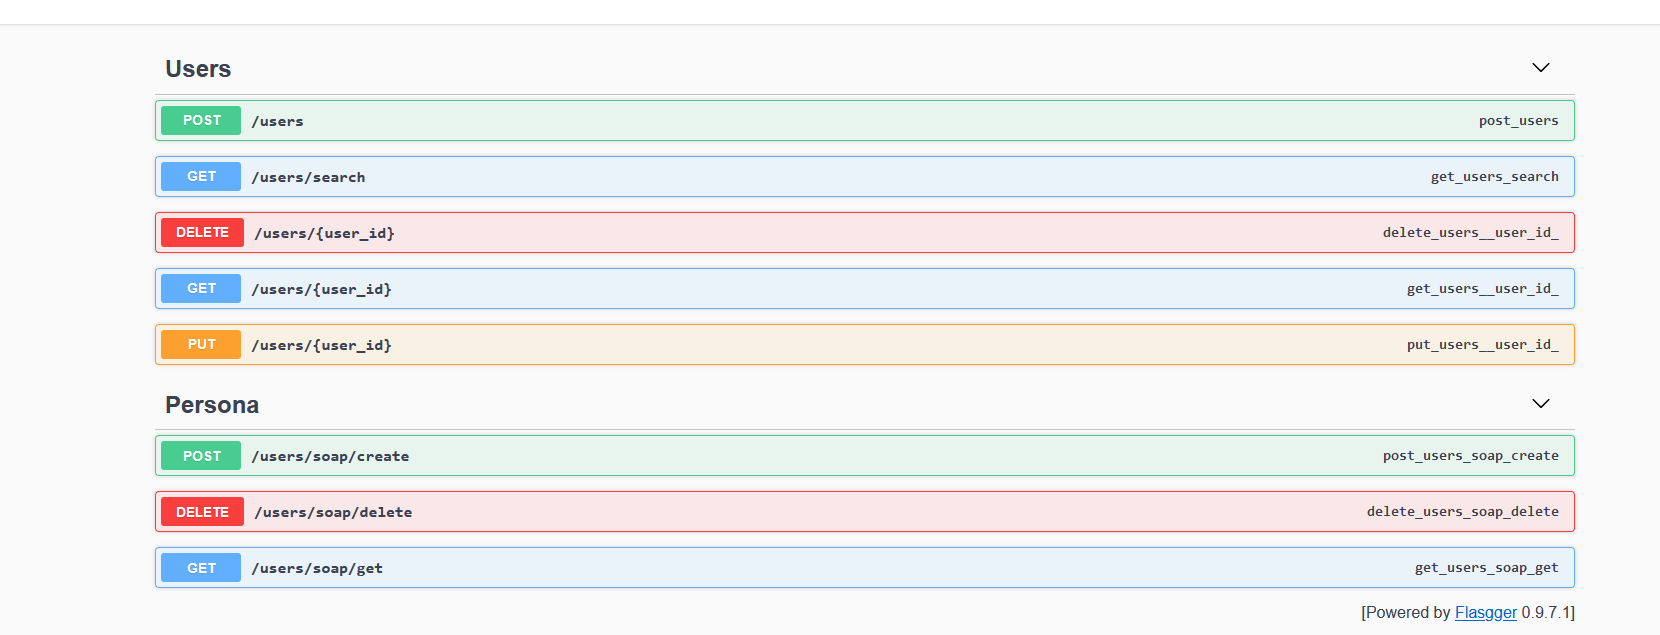 Users
POST /users post_users
GET /users/search get_users_search
DELETE /users/{user_id} delete_users__user_id_
GET /users/{user_id} get_users__user_id_
PUT /users/{user_id} put_users__user_id_
Persona
POST /users/soap/create post_users_soap_create
DELETE /users/soap/delete delete_users_soap_delete
GET /users/soap/get get_users_soap_get
[Powered by Flasgger 0.9.7.1]